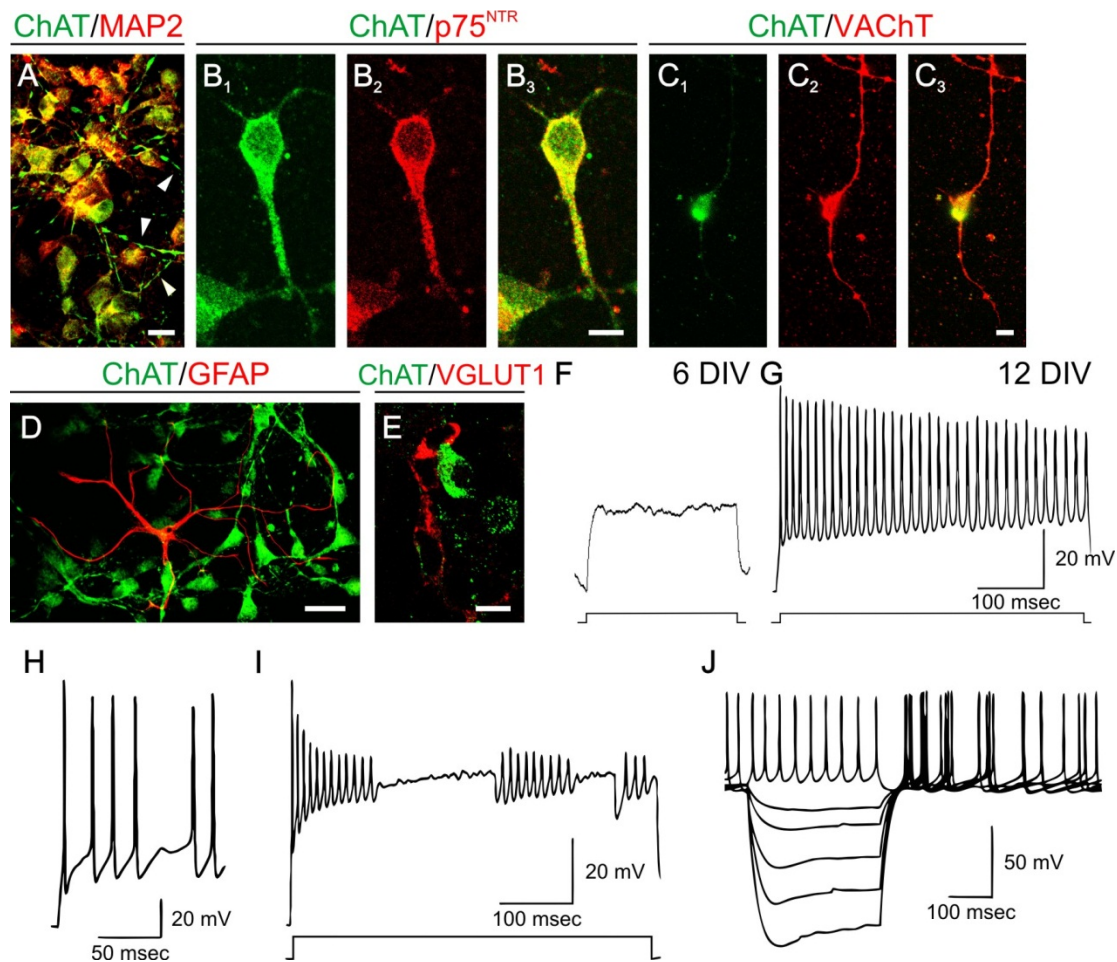 ChAT/MAP2
ChAT/p75NTR
ChAT/VAChT
A
B1
B2
B3
C1
C2
C3
ChAT/GFAP
ChAT/VGLUT1
F
6 DIV
G
12 DIV
D
E
20 mV
100 msec
H
I
J
20 mV
50 msec
20 mV
100 msec
50 mV
100 msec